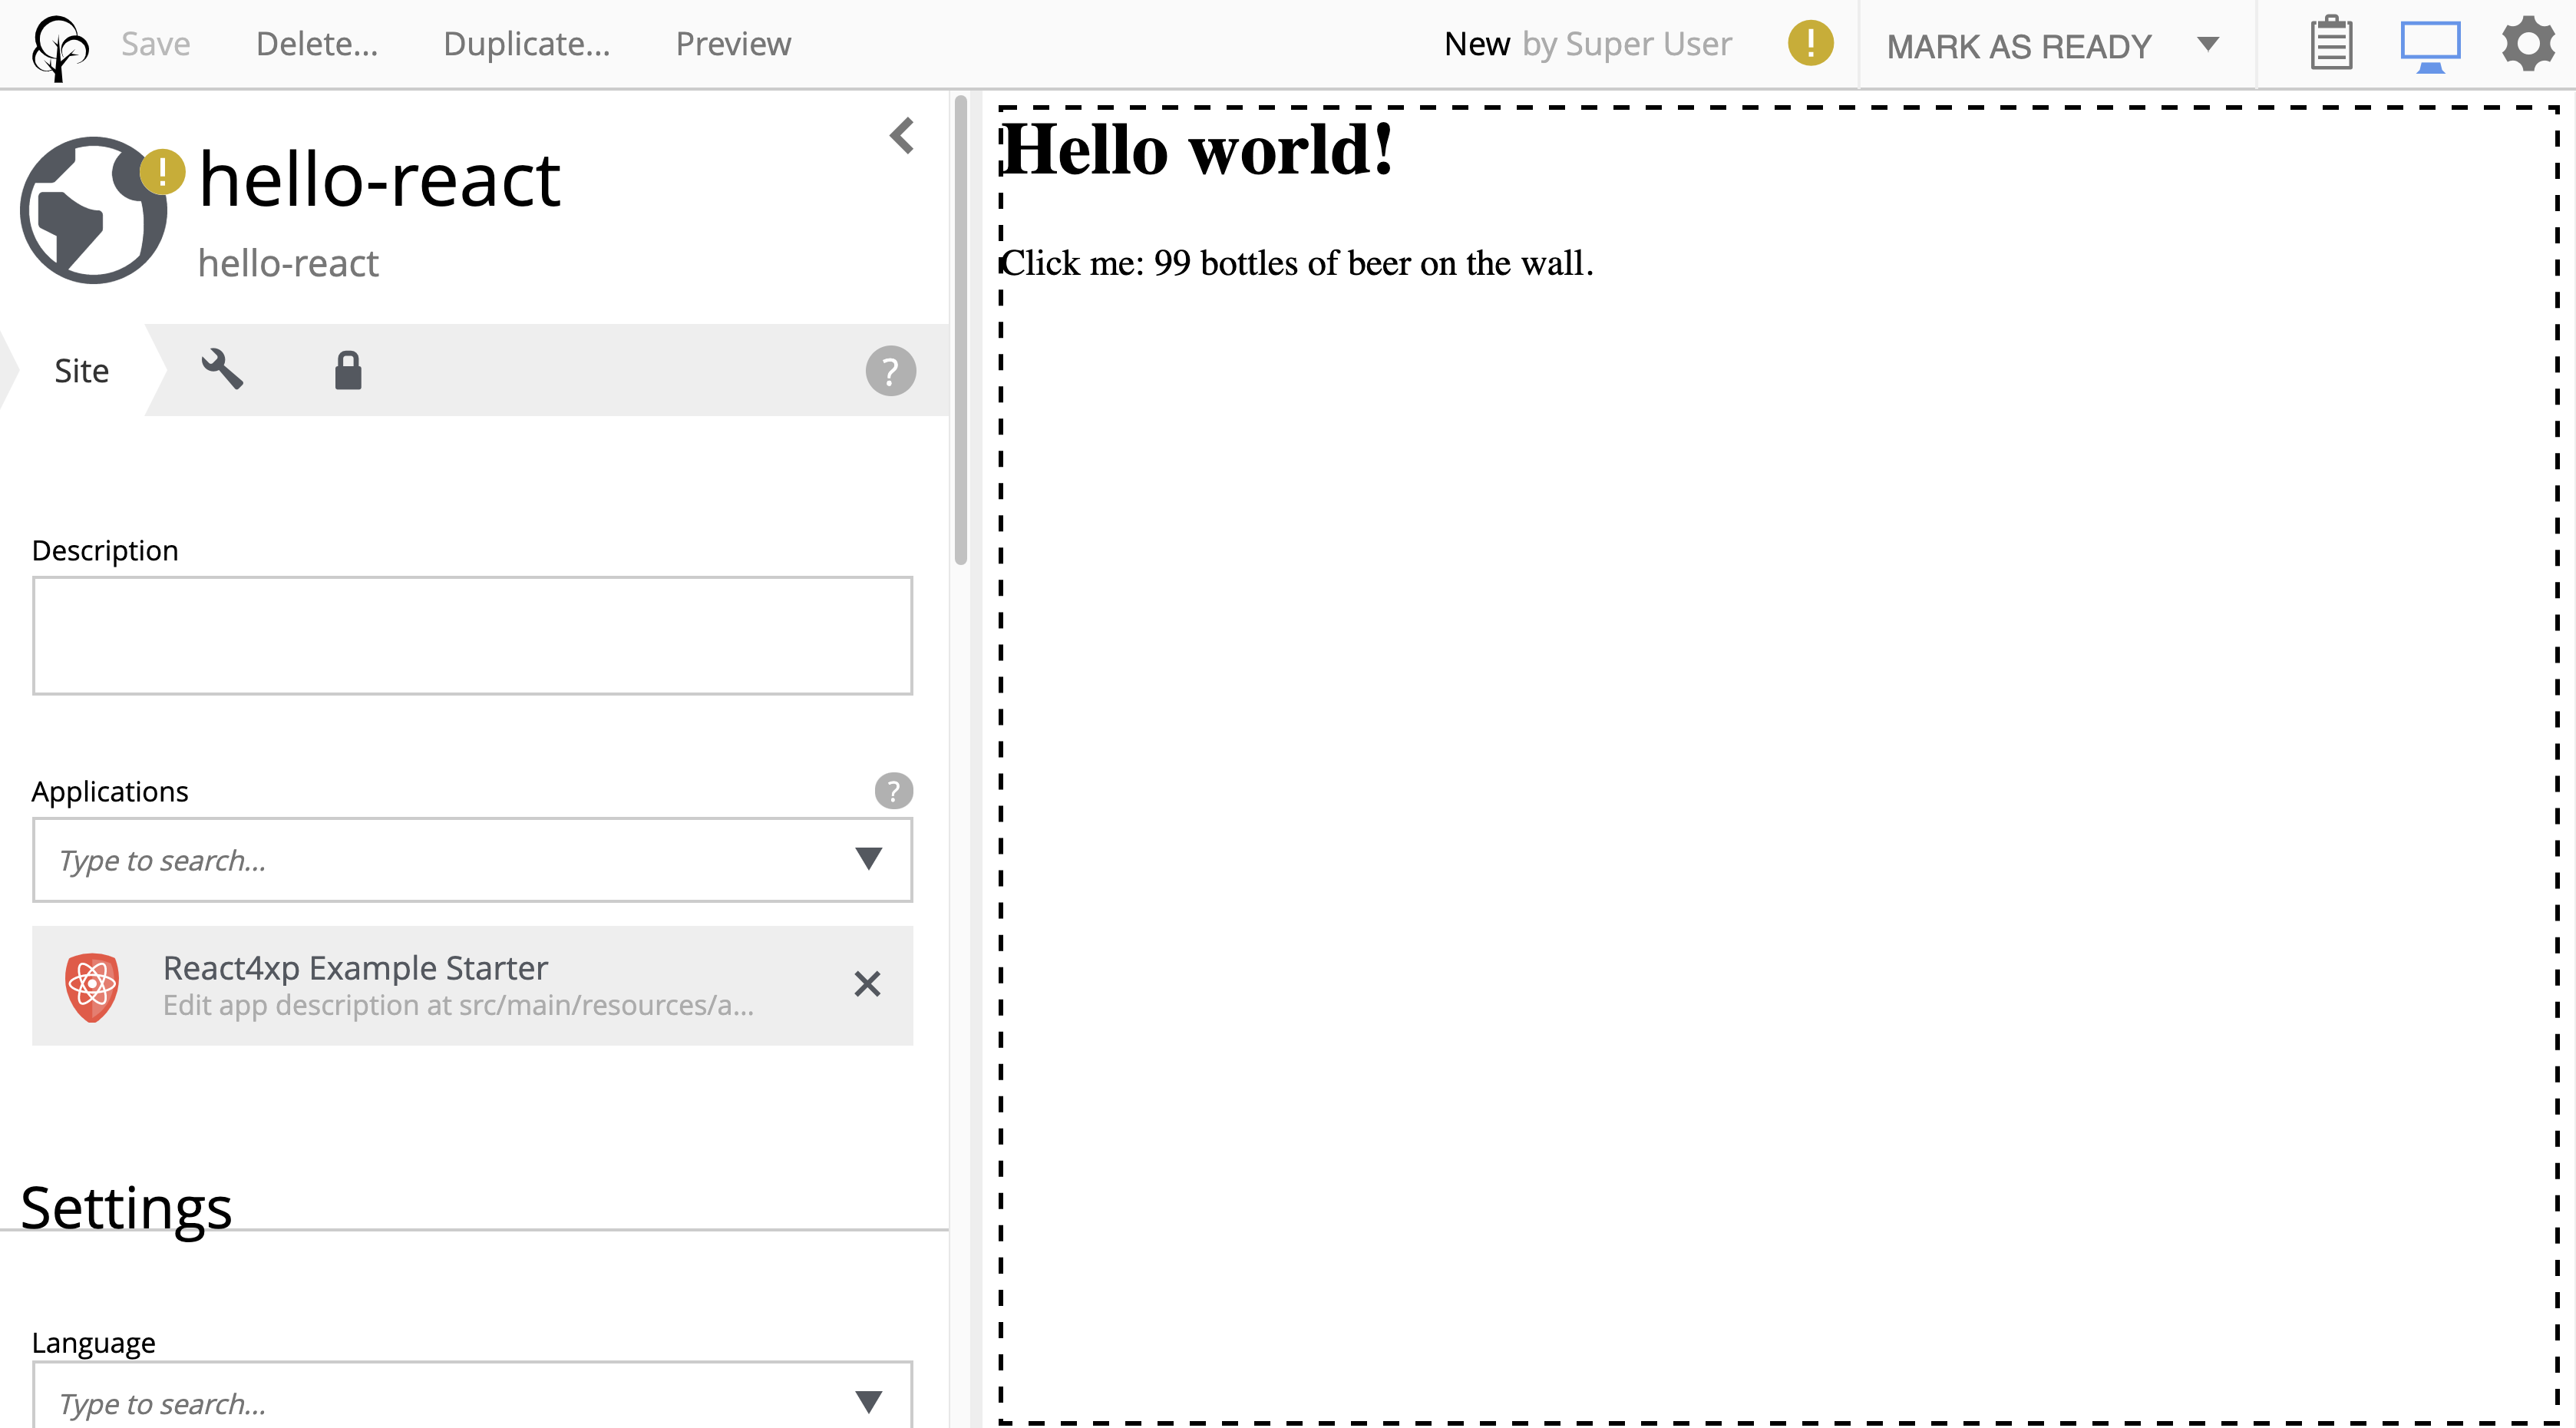 Save Delete... Duplicate... Preview New by Super User ! MARK AS READY
! hello-react
hello-react
Site ?
Description
Applications ?
Type to search...
React4xp Example Starter
Edit app description at src/main/resources/a...
Settings
Language
Type to search...
Hello world!
Click me: 99 bottles of beer on the wall.